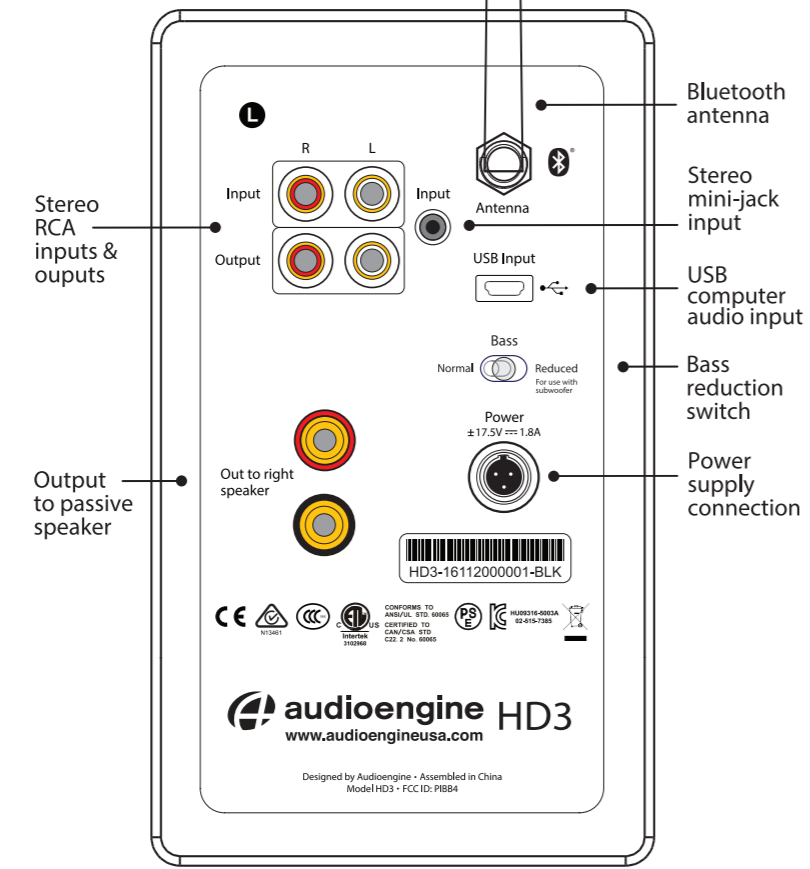 L
R L
Input
Output
Input
Antenna
®
USB Input
Bass
Normal
Reduced
For use with
subwoofer
Power
±17.5V 1.8A
Out to right
speaker
HD3-16112000001-BLK
CE
N13461
CCC
C ETL US
Intertek
3102968
CONFORMS TO
ANSI/UL STD. 60065
CERTIFIED TO
CAN/CSA STD
C22. 2 No. 60065
PS
E
HU09316-5003A
02-515-7385
audioengine HD3
www.audioengineusa.com
Designed by Audioengine • Assembled in China
Model HD3 • FCC ID: PIBB4
Stereo
RCA
inputs &
ouputs
Output
to passive
speaker
Bluetooth
antenna
Stereo
mini-jack
input
USB
computer
audio input
Bass
reduction
switch
Power
supply
connection